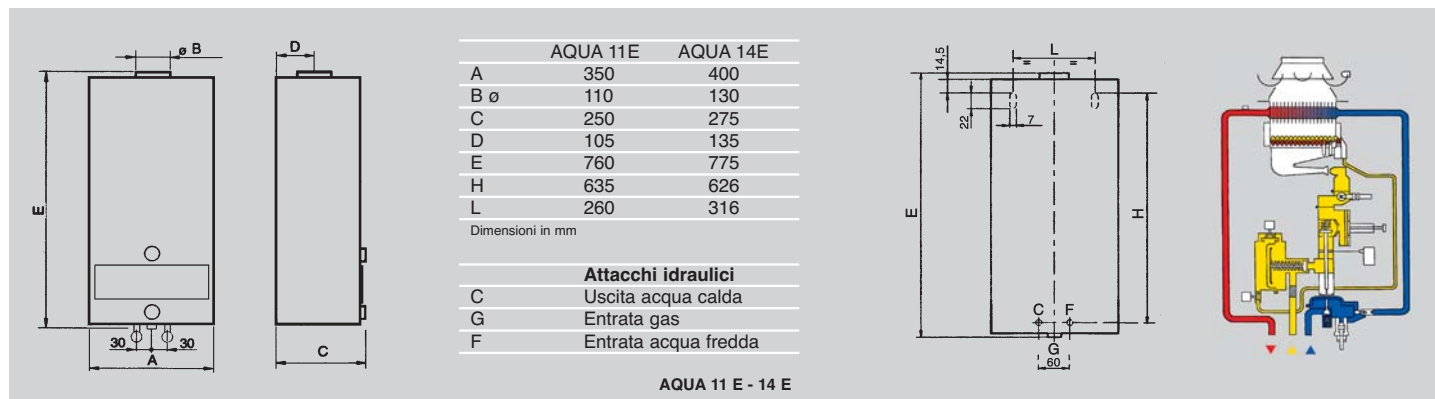 ø B
D
E
30
30
A
C
AQUA 11E AQUA 14E
A 350 400
B ø 110 130
C 250 275
D 105 135
E 760 775
H 635 626
L 260 316
Dimensioni in mm
Attacchi idraulici
C Uscita acqua calda
G Entrata gas
F Entrata acqua fredda
AQUA 11 E - 14 E
L
= =
14,5
22
7
E
H
C F
G
60